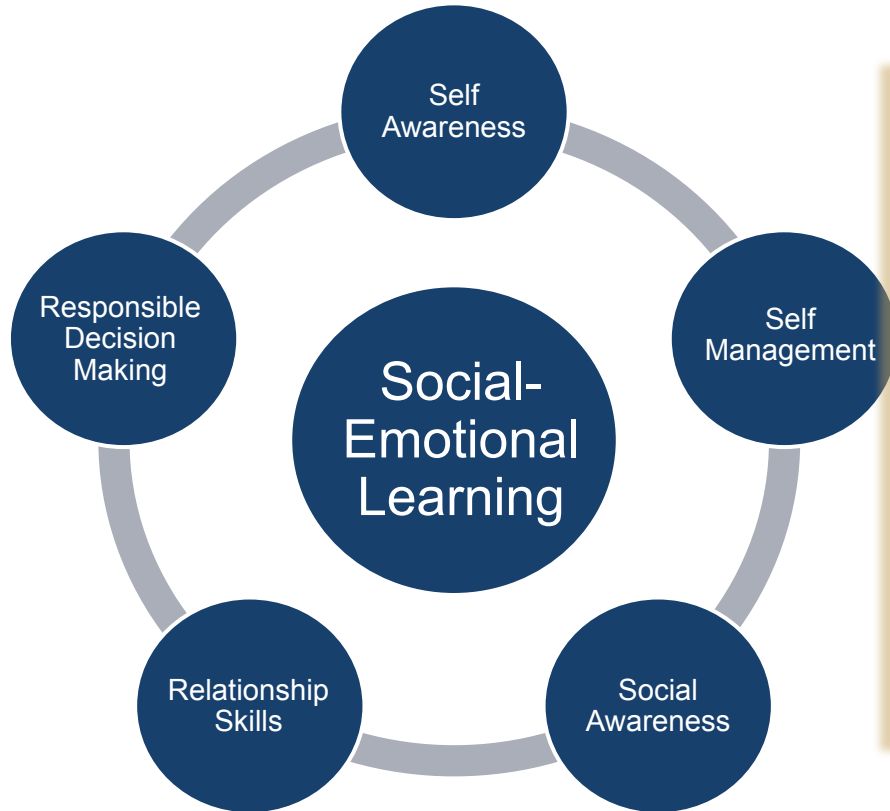 Self
Awareness
Self
Management
Social
Awareness
Relationship
Skills
Responsible
Decision
Making
Social-
Emotional
Learning